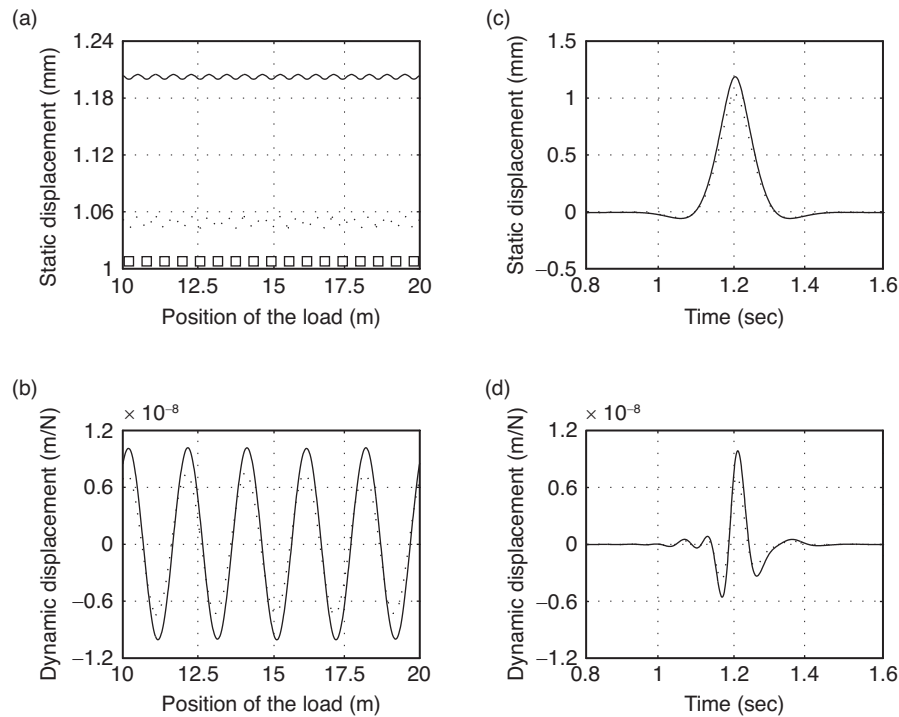 (a)
Static displacement (mm)
1.24
1.18
1.12
1.06
1
10 12.5 15 17.5 20
Position of the load (m)
(c)
Static displacement (mm)
1.5
1
0.5
0
−0.5
0.8 1 1.2 1.4 1.6
Time (sec)
(b)
Dynamic displacement (m/N)
× 10−8
1.2
0.6
0
−0.6
−1.2
10 12.5 15 17.5 20
Position of the load (m)
(d)
Dynamic displacement (m/N)
× 10−8
1.2
0.6
0
−0.6
−1.2
0.8 1 1.2 1.4 1.6
Time (sec)